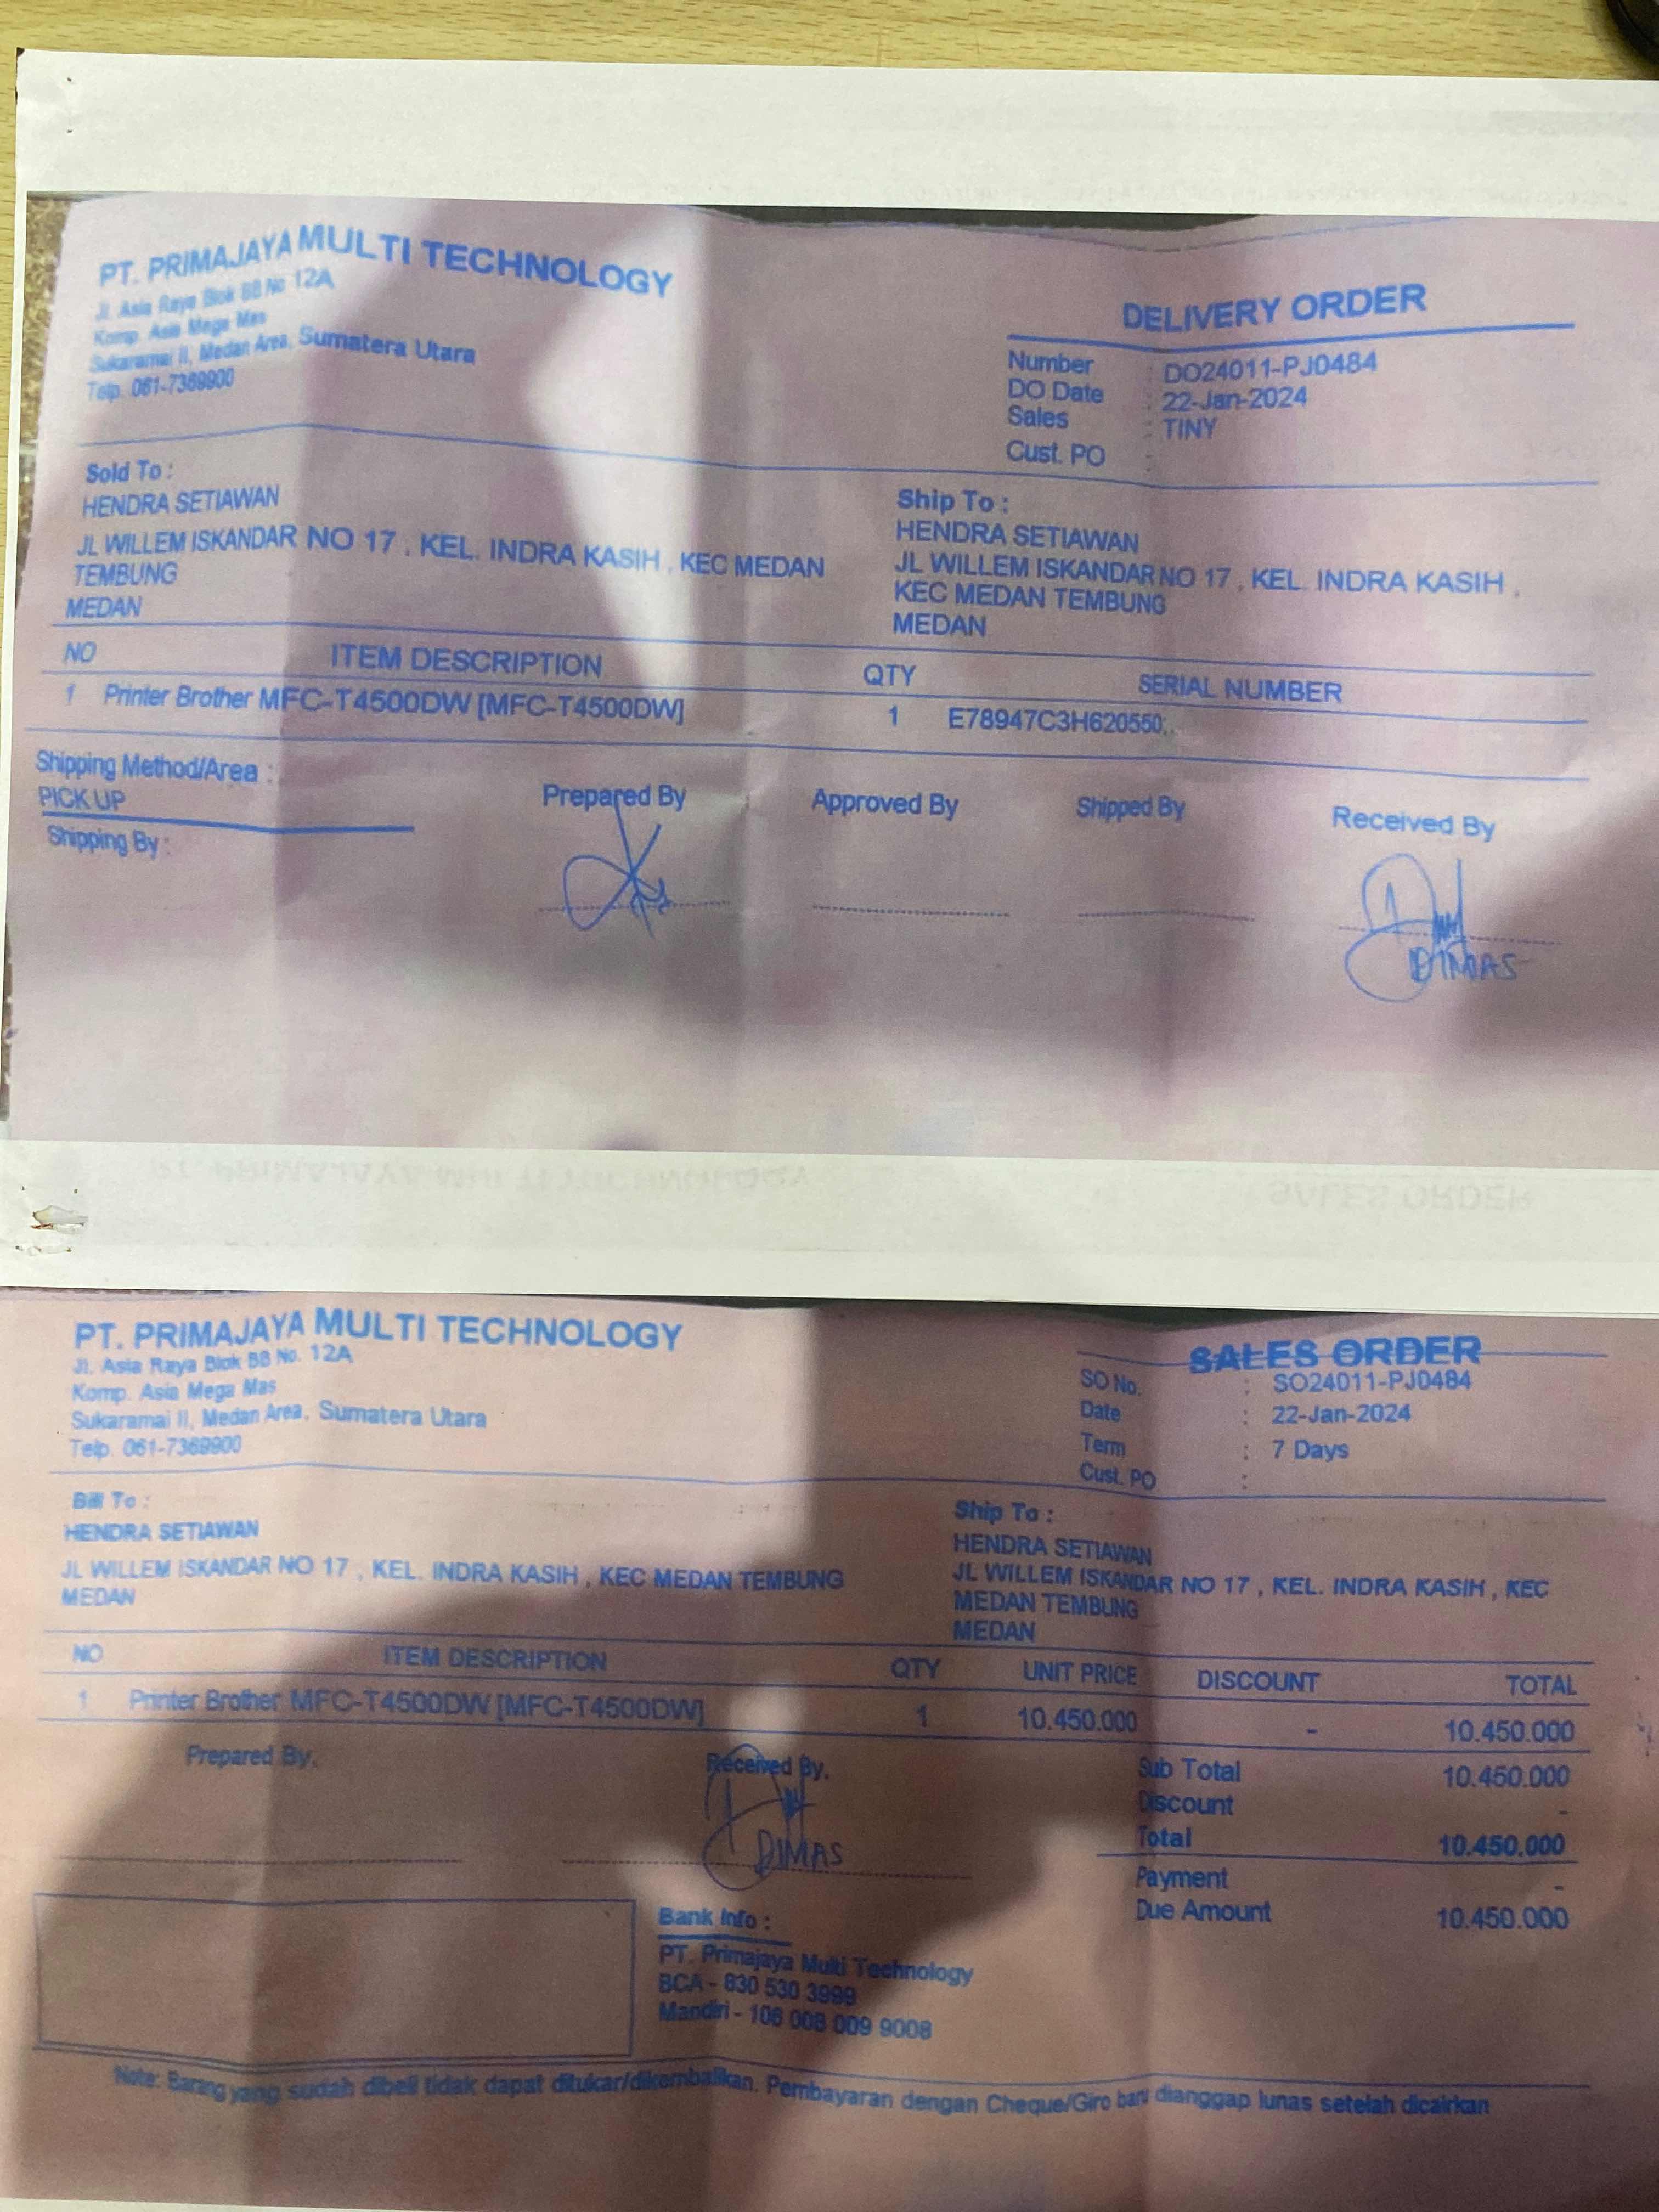 PT. PRIMAJAYA MULTI TECHNOLOGY
Jl. Asia Raya Blok BB No 12A
Komp. Asia Mega Mas
Sukaramai II, Medan Area, Sumatera Utara
Telp. 061-7369900
DELIVERY ORDER
Number : DO24011-PJ0484
DO Date : 22-Jan-2024
Sales : TINY
Cust. PO :
Sold To :
HENDRA SETIAWAN
JL WILLEM ISKANDAR NO 17 , KEL. INDRA KASIH , KEC MEDAN
TEMBUNG
MEDAN
Ship To :
HENDRA SETIAWAN
JL WILLEM ISKANDAR NO 17 , KEL. INDRA KASIH ,
KEC MEDAN TEMBUNG
MEDAN
NO ITEM DESCRIPTION QTY SERIAL NUMBER
1 Printer Brother MFC-T4500DW [MFC-T4500DW] 1 E78947C3H620550;.
Shipping Method/Area :
PICK UP
Shipping By :
Prepared By Approved By Shipped By Received By
DIMAS
PT. PRIMAJAYA MULTI TECHNOLOGY
Jl. Asia Raya Blok BB No. 12A
Komp. Asia Mega Mas
Sukaramai II, Medan Area, Sumatera Utara
Telp. 061-7369900
SALES ORDER
SO No. : SO24011-PJ0484
Date : 22-Jan-2024
Term : 7 Days
Cust. PO :
Bill To :
HENDRA SETIAWAN
JL WILLEM ISKANDAR NO 17 , KEL. INDRA KASIH , KEC MEDAN TEMBUNG
MEDAN
Ship To :
HENDRA SETIAWAN
JL WILLEM ISKANDAR NO 17 , KEL. INDRA KASIH , KEC
MEDAN TEMBUNG
MEDAN
NO ITEM DESCRIPTION QTY UNIT PRICE DISCOUNT TOTAL
1 Printer Brother MFC-T4500DW [MFC-T4500DW] 1 10.450.000 - 10.450.000
Prepared By,
Received By,
DIMAS
Sub Total 10.450.000
Discount -
Total 10.450.000
Payment -
Due Amount 10.450.000
Bank Info :
PT. Primajaya Multi Technology
BCA - 830 530 3999
Mandiri - 106 008 009 9008
Note: Barang yang sudah dibeli tidak dapat ditukar/dikembalikan. Pembayaran dengan Cheque/Giro baru dianggap lunas setelah dicairkan